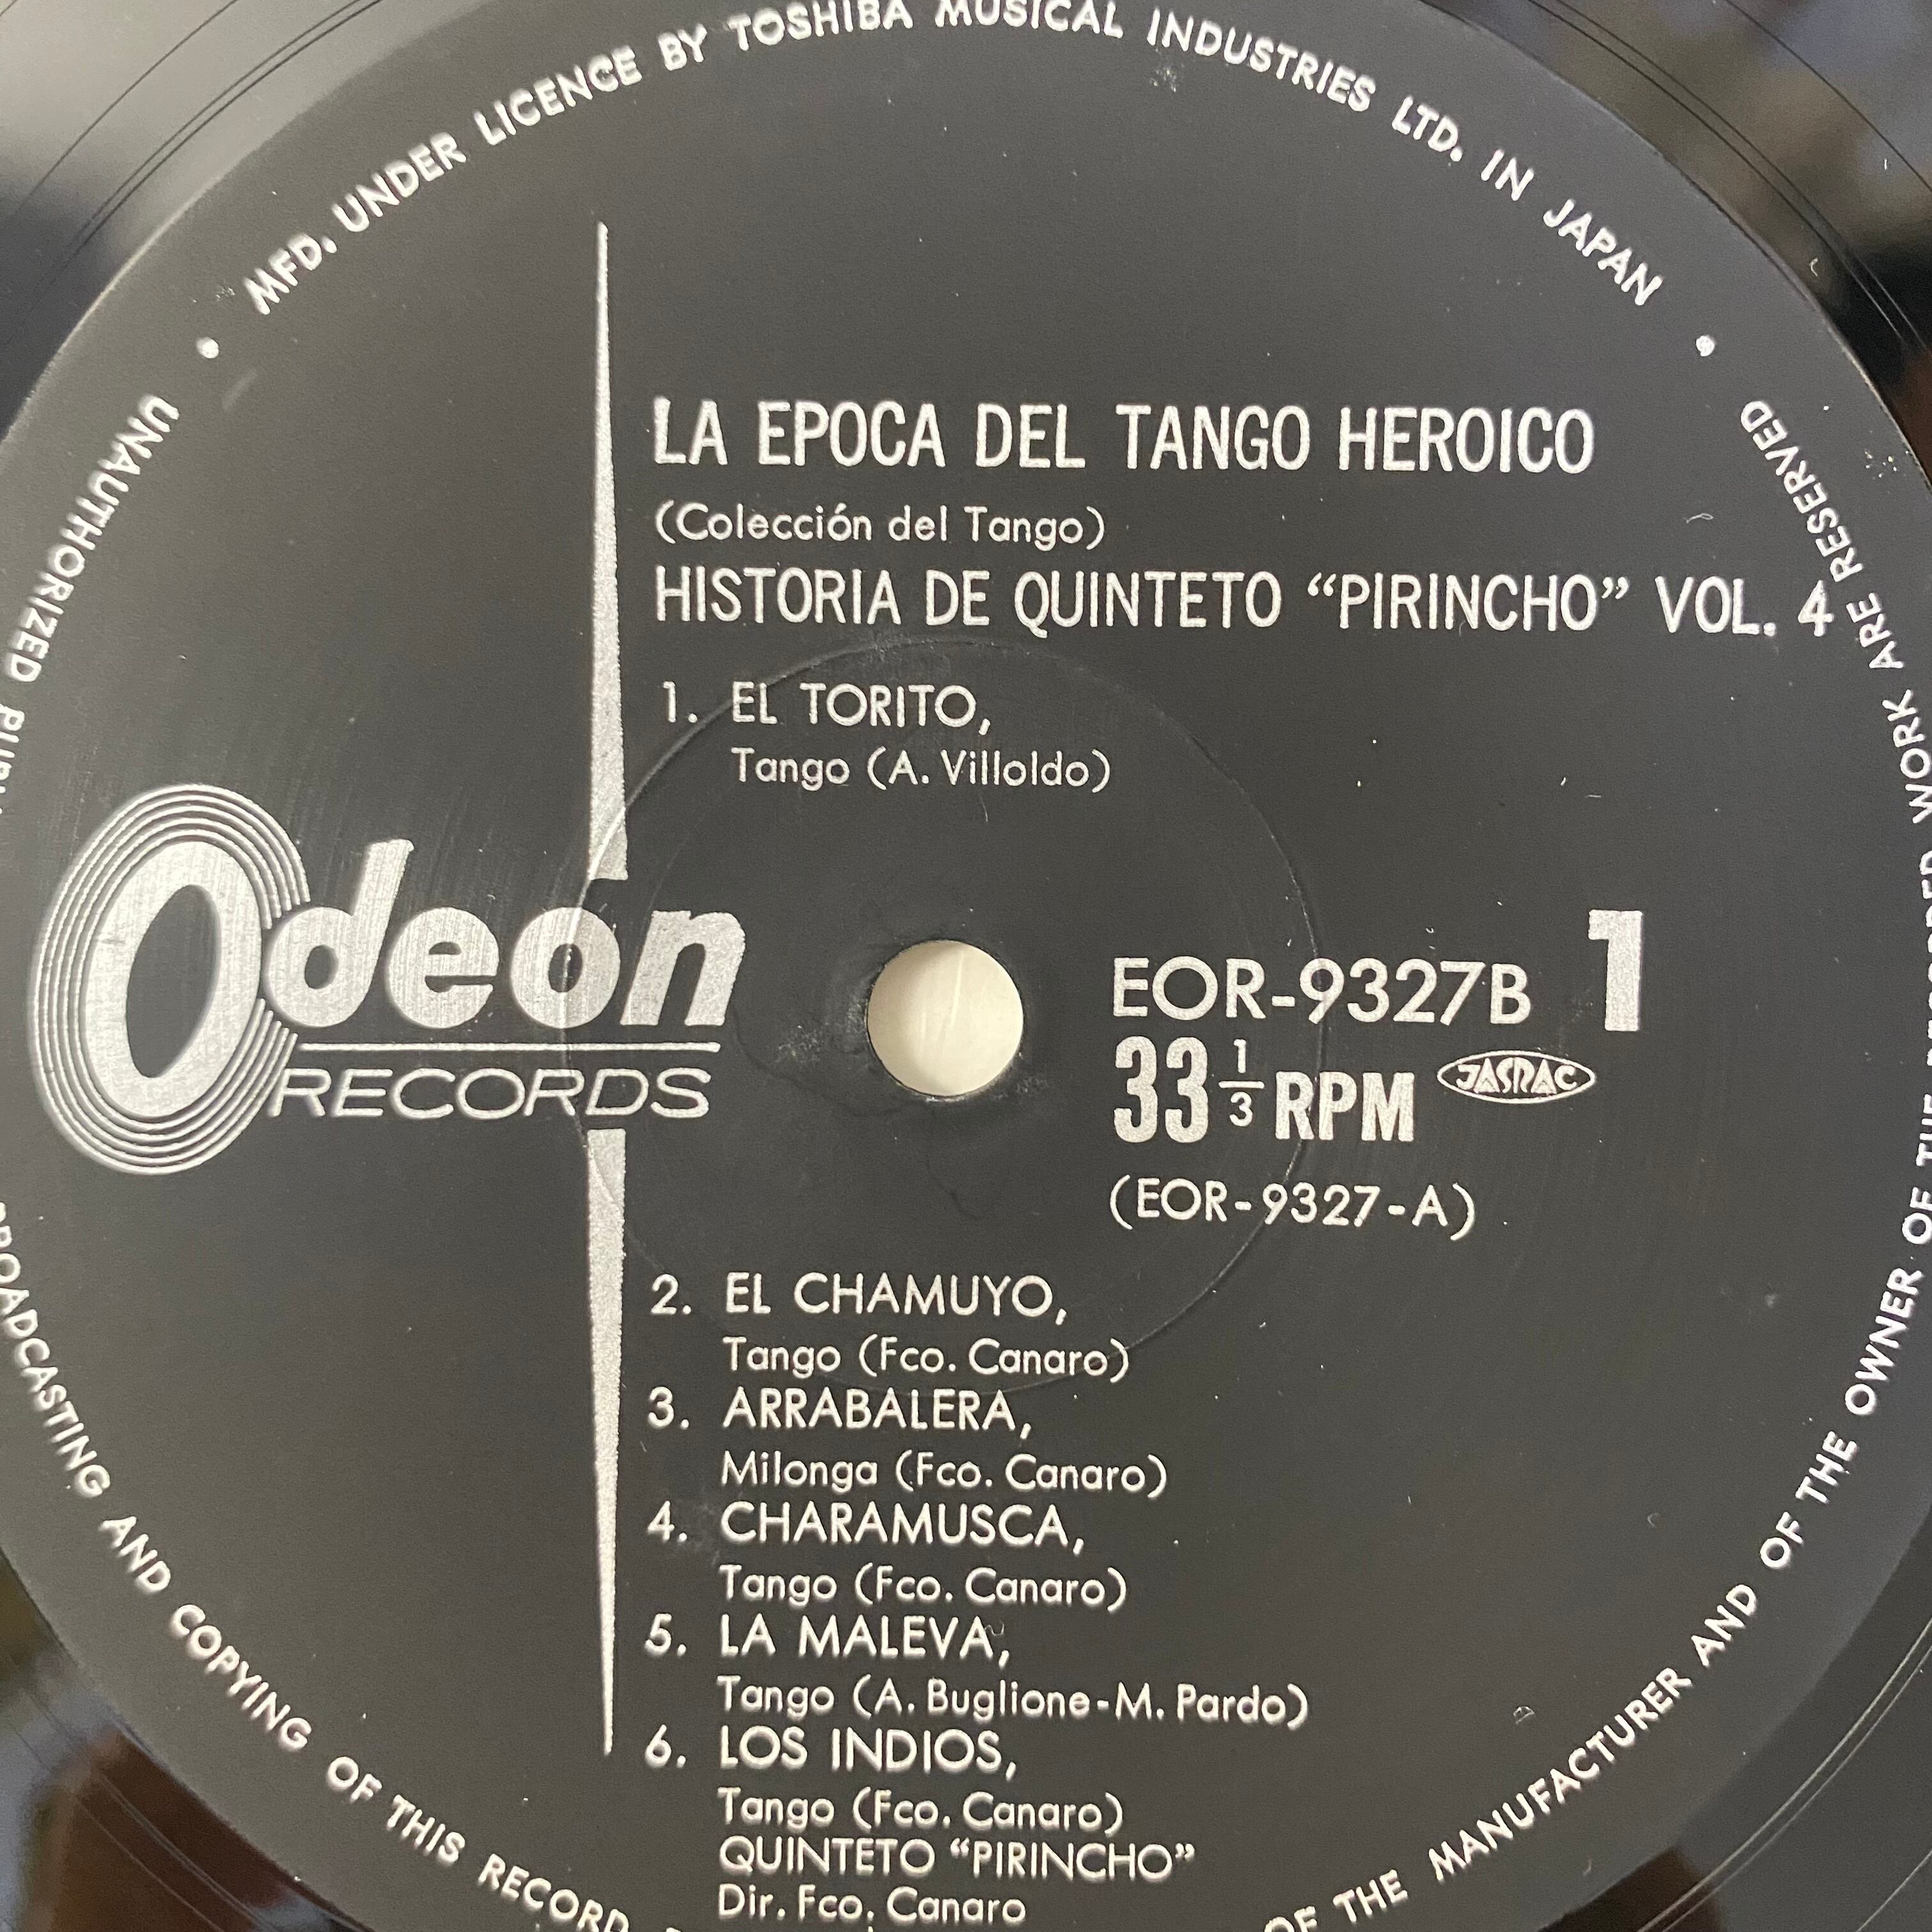 MFD. UNDER LICENCE BY TOSHIBA MUSICAL INDUSTRIES LTD. IN JAPAN
LA EPOCA DEL TANGO HEROICO
(Colección del Tango)
HISTORIA DE QUINTETO “PIRINCHO” VOL. 4
1. EL TORITO,
Tango (A. Villoldo)
Odeon
RECORDS
EOR-9327B 1
33 1/3 RPM JASRAC
(EOR-9327-A)
2. EL CHAMUYO,
Tango (Fco. Canaro)
3. ARRABALERA,
Milonga (Fco. Canaro)
4. CHARAMUSCA,
Tango (Fco. Canaro)
5. LA MALEVA,
Tango (A. Buglione-M. Pardo)
6. LOS INDIOS,
Tango (Fco. Canaro)
QUINTETO “PIRINCHO”
Dir. Fco. Canaro
UNAUTHORIZED
BROADCASTING AND COPYING OF THIS RECORD
OF THE MANUFACTURER AND OF THE OWNER OF THE
WORK ARE RESERVED